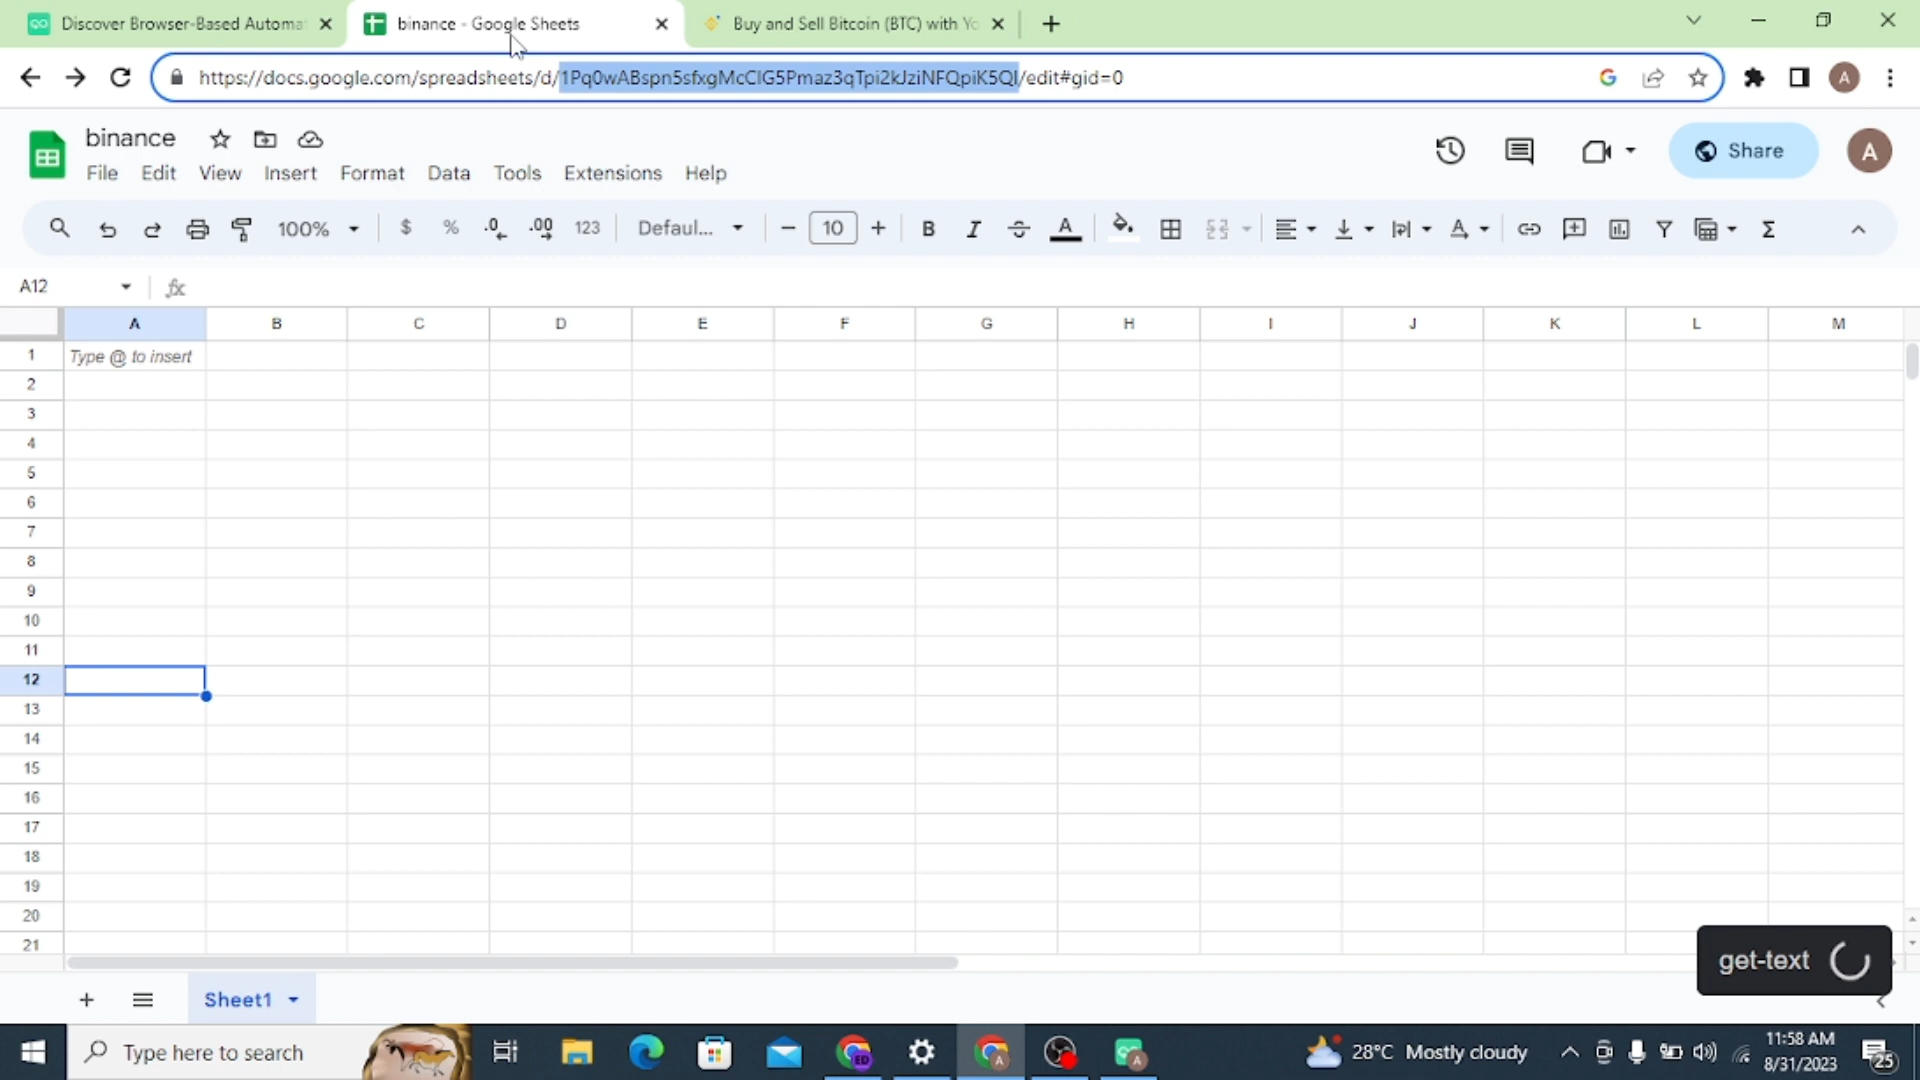 Discover Browser-Based Automat
binance - Google Sheets
Buy and Sell Bitcoin (BTC) with Yo
https://docs.google.com/spreadsheets/d/1Pq0wABspn5sfxgMcClG5Pmaz3qTpi2kJziNFQpiK5QI/edit#gid=0
A
binance
File Edit View Insert Format Data Tools Extensions Help
Share
A
100% $ % .0 .00 123 Defaul... 10 B I S A
A12 fx
A B C D E F G H I J K L M
1 Type @ to insert
2
3
4
5
6
7
8
9
10
11
12
13
14
15
16
17
18
19
20
21
get-text
Sheet1
Type here to search
ED
A
A
28°C Mostly cloudy
11:58 AM
8/31/2023
25